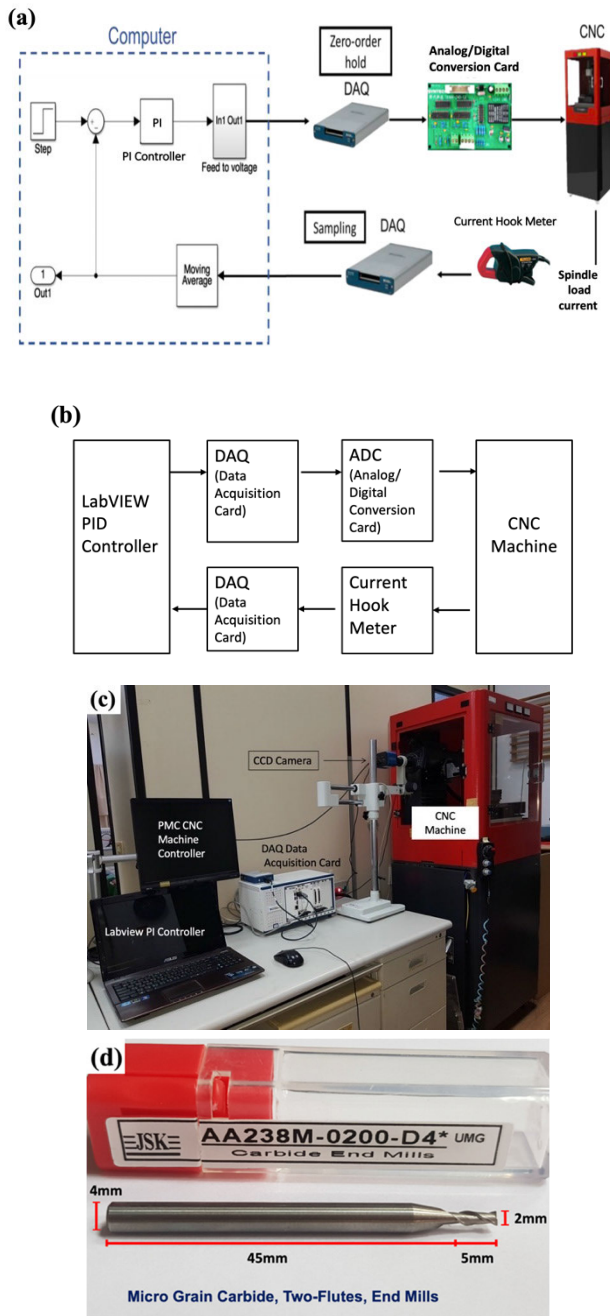 (a)
Computer
Zero-order
hold
DAQ
Analog/Digital
Conversion Card
CNC
Step
PI
PI Controller
In1 Out1
Feed to voltage
Sampling
DAQ
Current Hook Meter
Spindle
load
current
Moving
Average
1
Out1
(b)
LabVIEW
PID
Controller
DAQ
(Data
Acquisition
Card)
ADC
(Analog/
Digital
Conversion
Card)
CNC
Machine
DAQ
(Data
Acquisition
Card)
Current
Hook
Meter
(c)
CCD Camera
PMC CNC
Machine
Controller
DAQ Data
Acquisition Card
CNC
Machine
Labview PI Controller
(d)
JSK
AA238M-0200-D4* UMG
Carbide End Mills
4mm
2mm
45mm
5mm
Micro Grain Carbide, Two-Flutes, End Mills